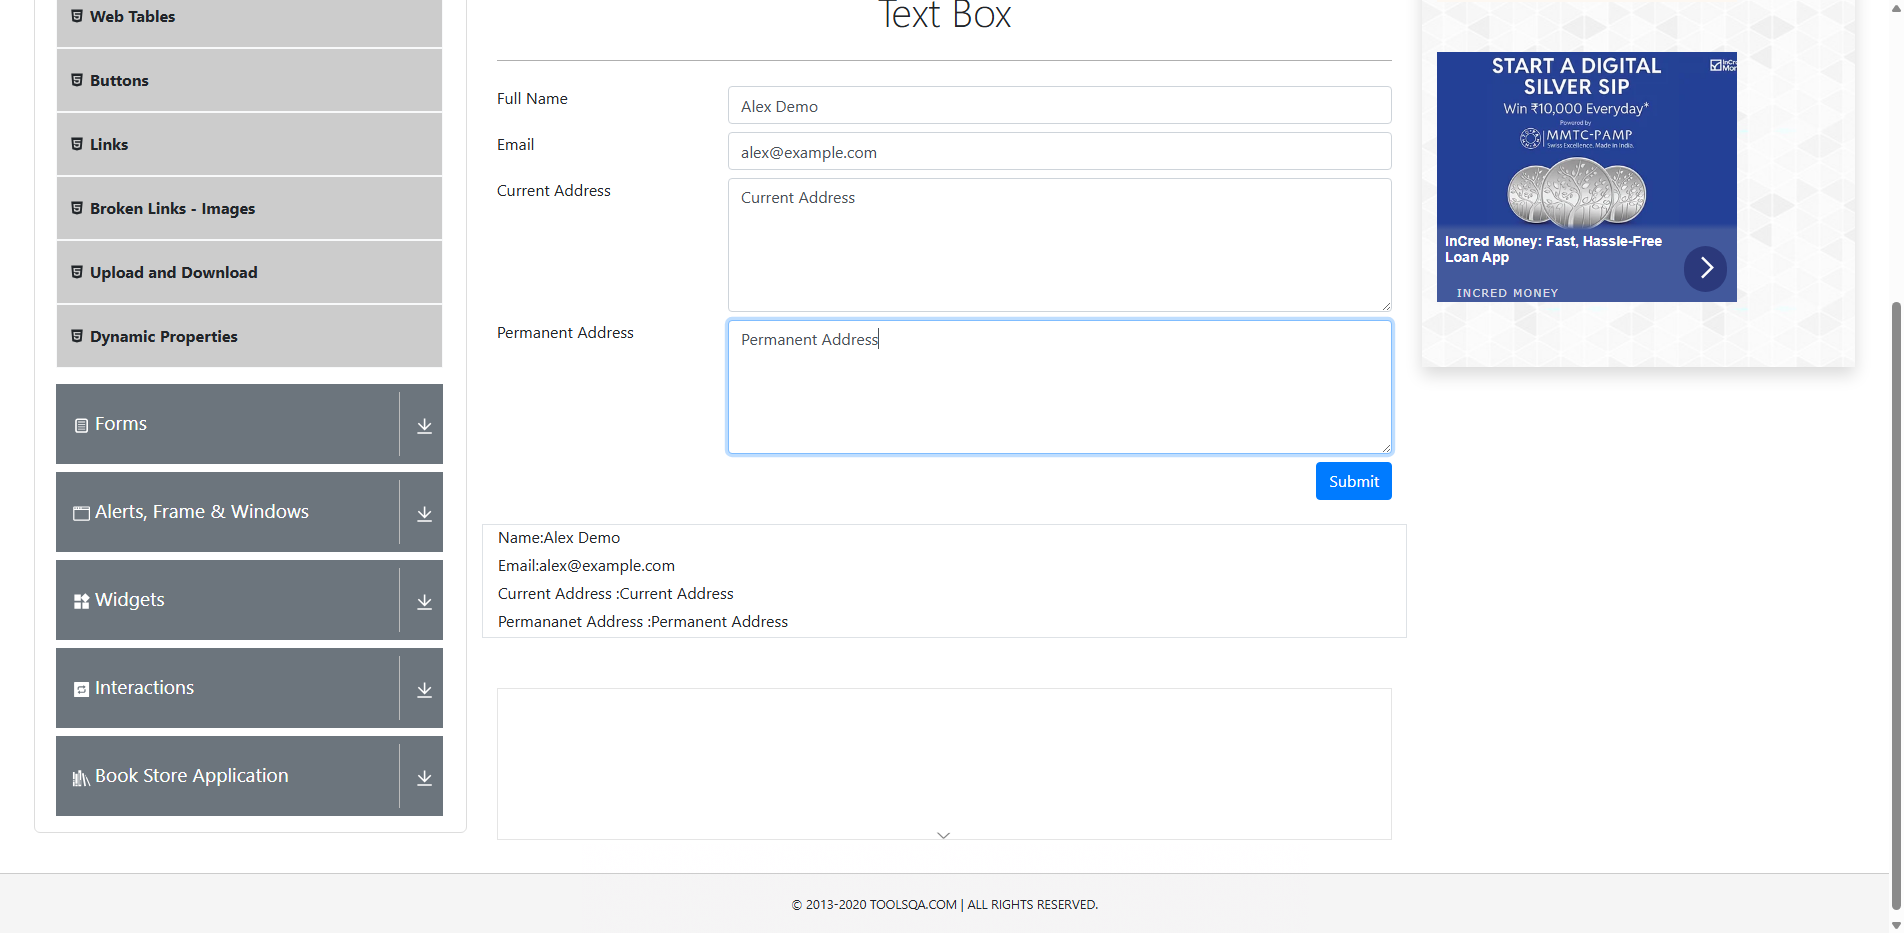 Web Tables
Buttons
Links
Broken Links - Images
Upload and Download
Dynamic Properties
Forms
Alerts, Frame & Windows
Widgets
Interactions
Book Store Application
Text Box
Full Name
Alex Demo
Email
alex@example.com
Current Address
Current Address
Permanent Address
Permanent Address
Submit
Name:Alex Demo
Email:alex@example.com
Current Address :Current Address
Permananet Address :Permanent Address
START A DIGITAL
SILVER SIP
Win ₹10,000 Everyday*
Powered by
MMTC-PAMP
Swiss Excellence. Made in India.
InCred Money: Fast, Hassle-Free
Loan App
INCRED MONEY
© 2013-2020 TOOLSQA.COM | ALL RIGHTS RESERVED.